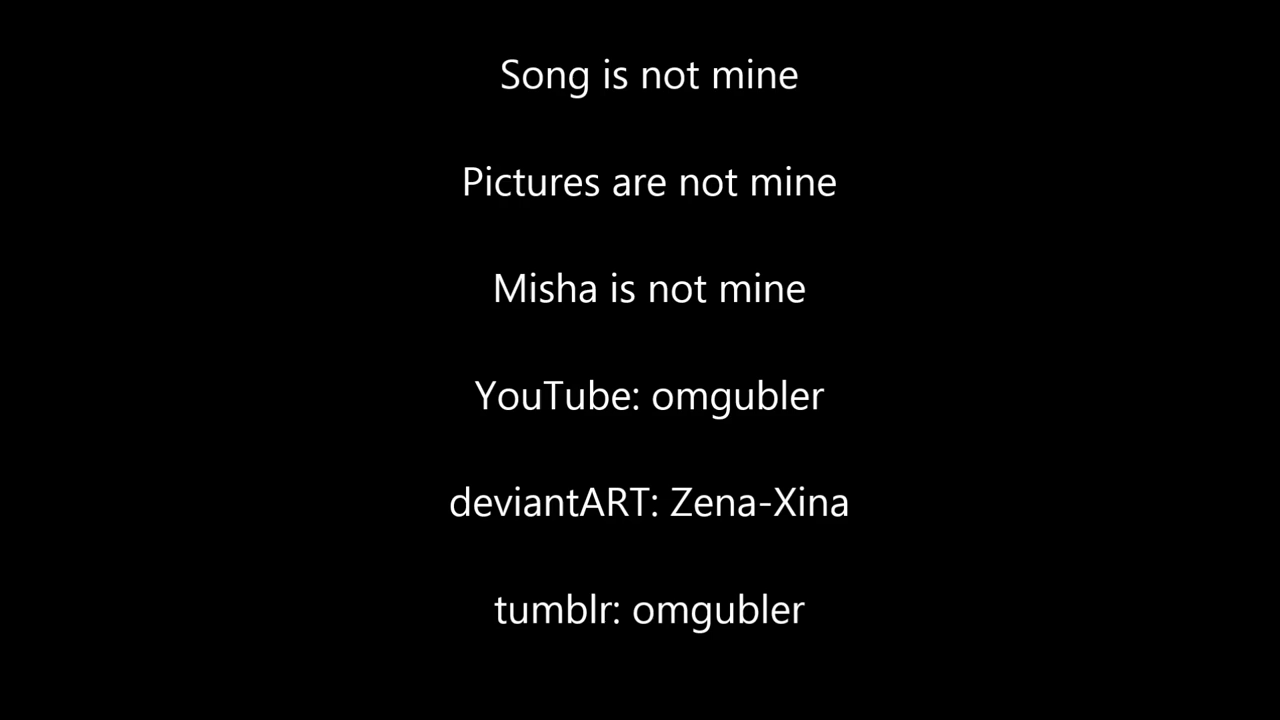 Song is not mine
Pictures are not mine
Misha is not mine
YouTube: omgubler
deviantART: Zena-Xina
tumblr: omgubler